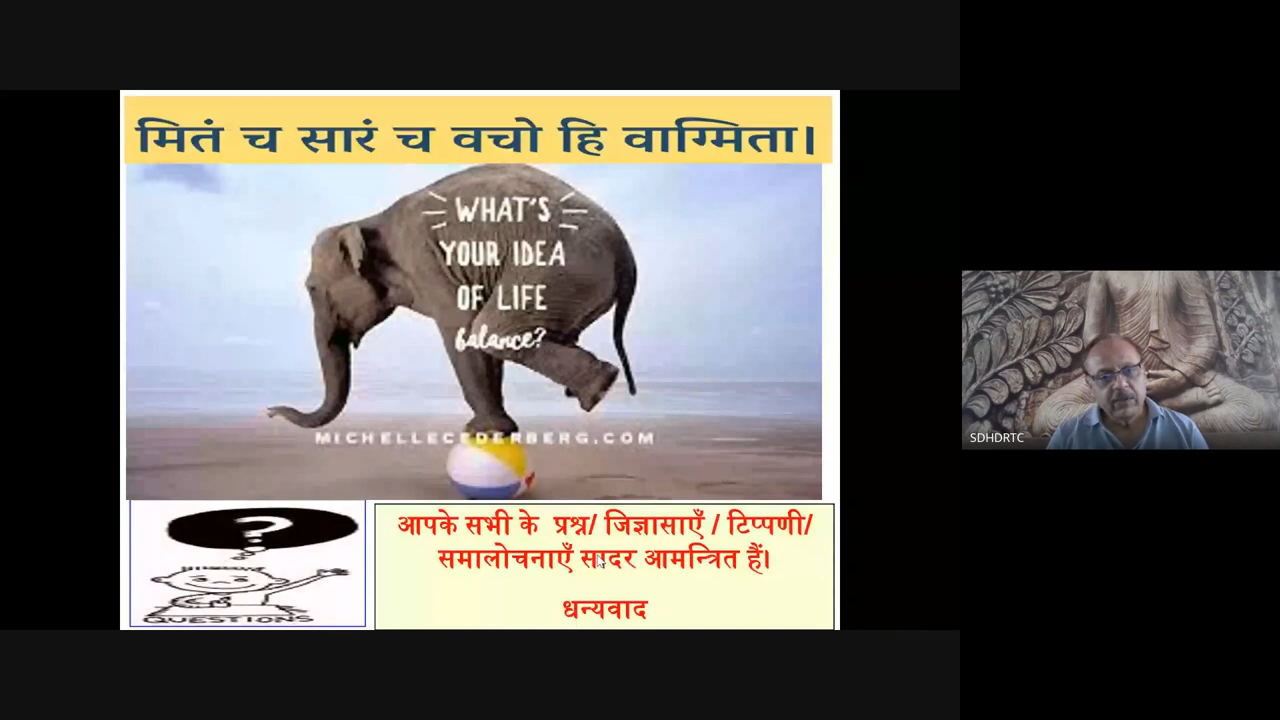 मितं च सारं च वचो हि वाग्मिता।
WHAT'S
YOUR IDEA
OF LIFE
balance?
MICHELLECEDERBERG.COM
QUESTIONS
आपके सभी के प्रश्न/ जिज्ञासाएँ / टिप्पणी/
समालोचनाएँ सादर आमन्त्रित हैं।
धन्यवाद
SDHDRTC